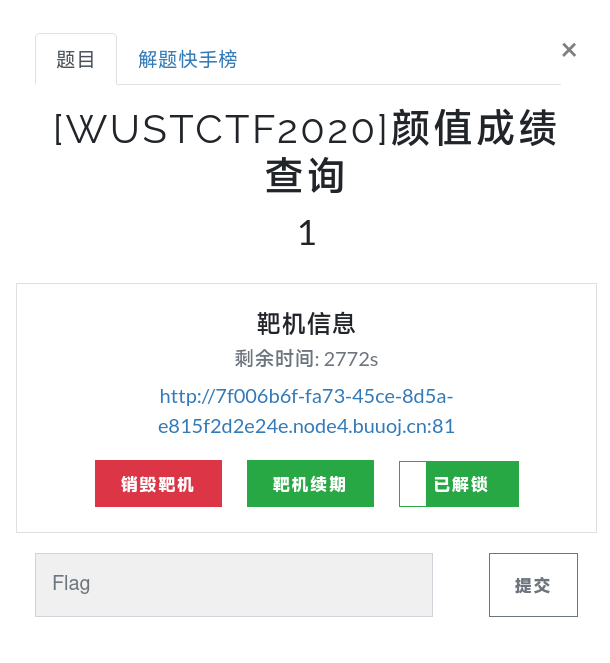 题目 解题快手榜 ×
[WUSTCTF2020]颜值成绩
查询
1
靶机信息
剩余时间: 2772s
http://7f006b6f-fa73-45ce-8d5a-
e815f2d2e24e.node4.buuoj.cn:81
销毁靶机 靶机续期 已解锁
Flag 提交